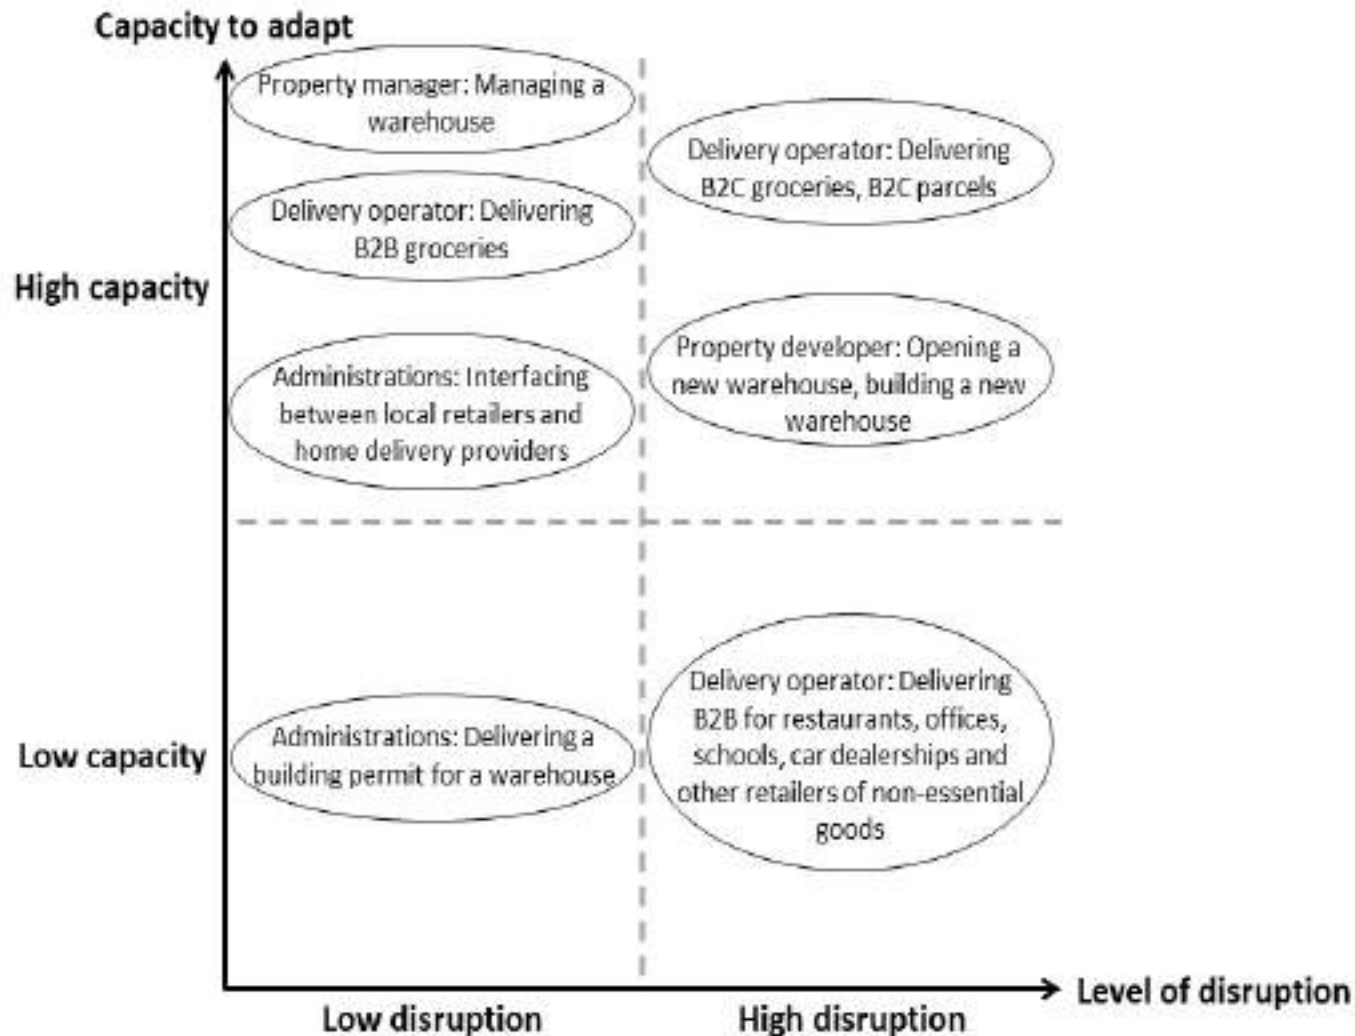 Capacity to adapt
Property manager: Managing a
warehouse
Delivery operator: Delivering
B2C groceries, B2C parcels
Delivery operator: Delivering
B2B groceries
High capacity
Property developer: Opening a
new warehouse, building a new
warehouse
Administrations: Interfacing
between local retailers and
home delivery providers
Delivery operator: Delivering
B2B for restaurants, offices,
schools, car dealerships and
other retailers of non-essential
goods
Low capacity
Administrations: Delivering a
building permit for a warehouse
Level of disruption
Low disruption
High disruption